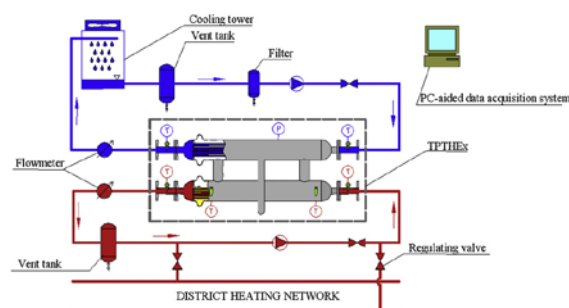 Cooling tower
Vent tank
Filter
PC-aided data acquisition system
T
P
T
Flowmeter
TPTHEx
T
T
T
T
Vent tank
Regulating valve
DISTRICT HEATING NETWORK